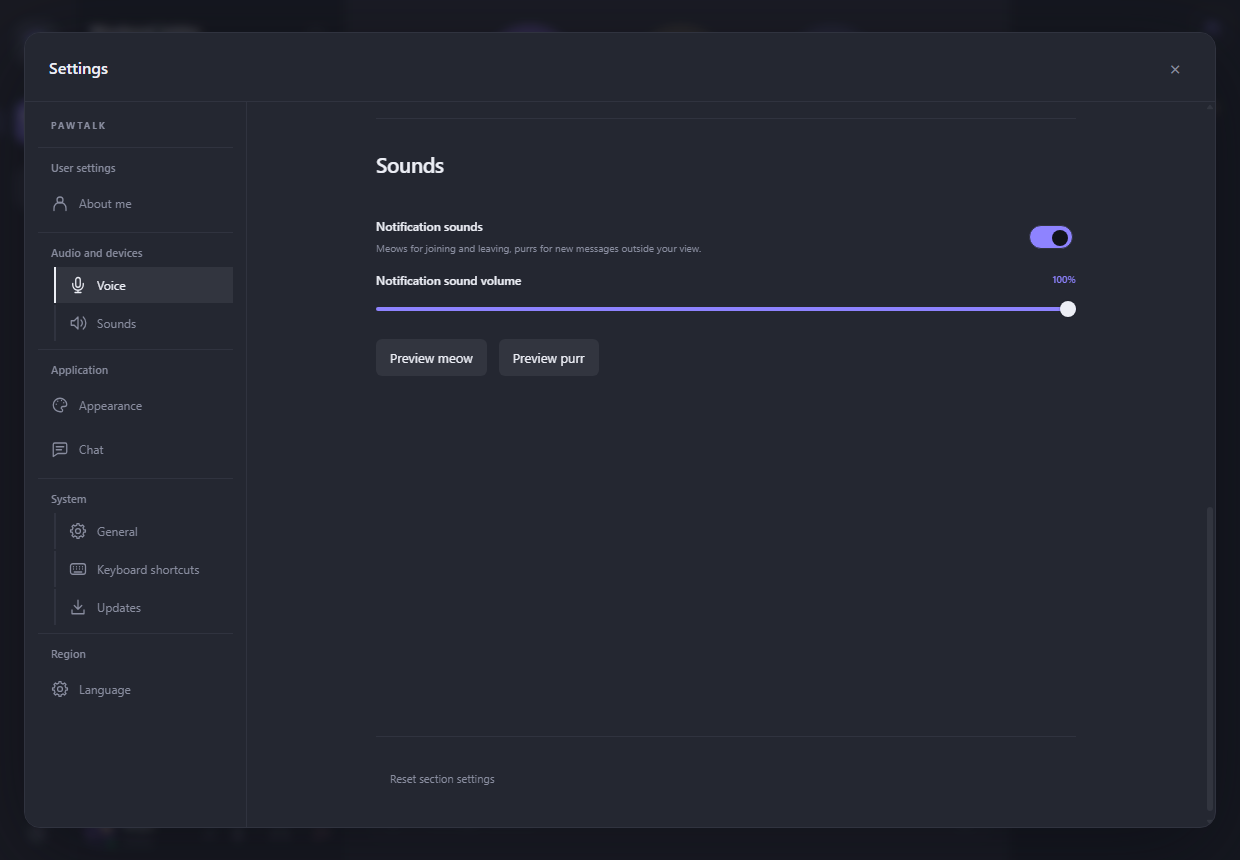 Settings
PAWTALK
User settings
About me
Audio and devices
Voice
Sounds
Application
Appearance
Chat
System
General
Keyboard shortcuts
Updates
Region
Language
Sounds
Notification sounds
Meows for joining and leaving, purrs for new messages outside your view.
Notification sound volume
100%
Preview meow
Preview purr
Reset section settings